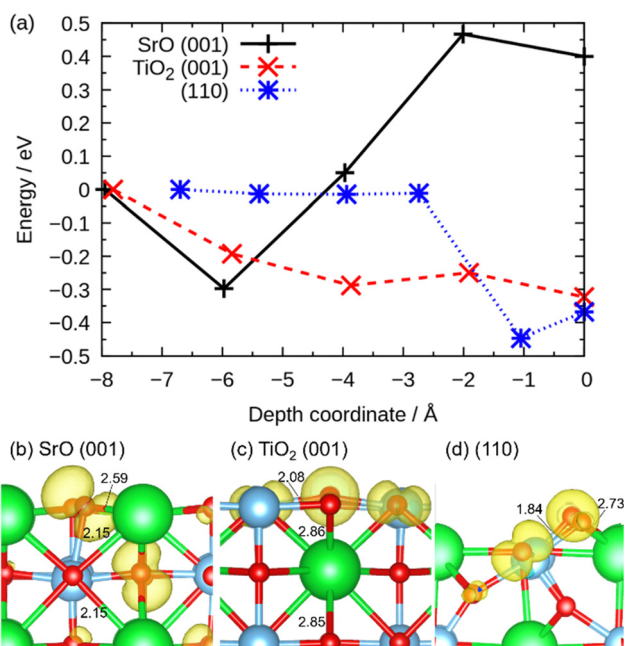 (a)
SrO (001)
TiO₂ (001)
(110)
Energy / eV
0.5
0.4
0.3
0.2
0.1
0
−0.1
−0.2
−0.3
−0.4
−0.5
−8 −7 −6 −5 −4 −3 −2 −1 0
Depth coordinate / Å
(b) SrO (001)
(c) TiO₂ (001)
(d) (110)
2.59
2.15
2.15
2.08
2.86
2.85
1.84
2.73